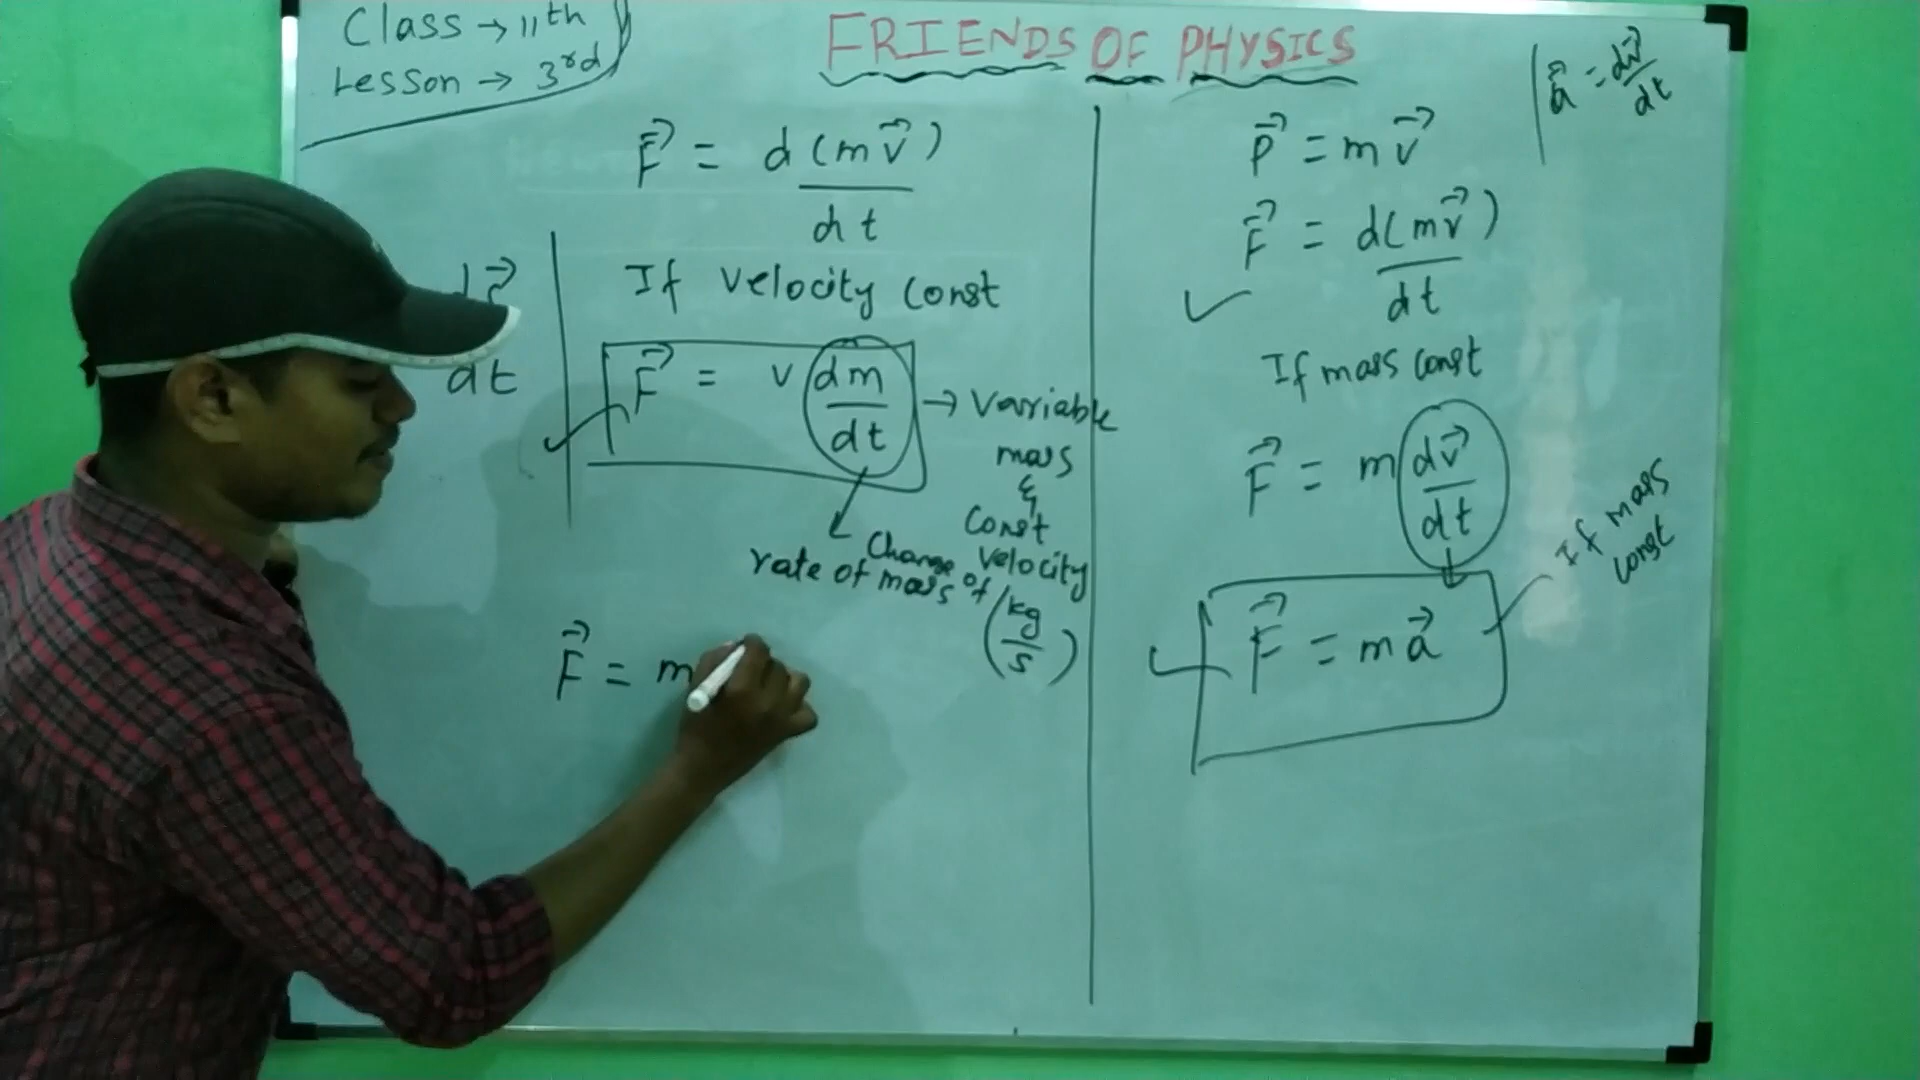 Class → 11th
Lesson → 3rd
FRIENDS OF PHYSICS
a⃗ = dv⃗/dt
F⃗ = d(mv⃗)
dt
If velocity const
dt
F⃗ = v dm/dt → Variable
mass
&
Const
velocity
Change
rate of mass of (kg/s)
F⃗ = m
P⃗ = mv⃗
F⃗ = d(mv⃗)
dt
If mass const
F⃗ = m dv⃗/dt
If mass
const
F⃗ = ma⃗